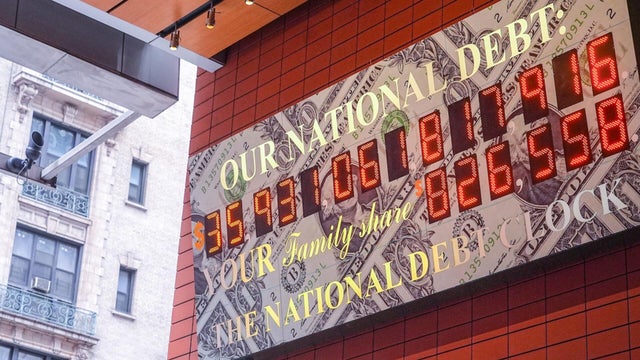 OUR NATIONAL DEBT:
$35,931,061,817,916
YOUR Family share $826,558
THE NATIONAL DEBT CLOCK